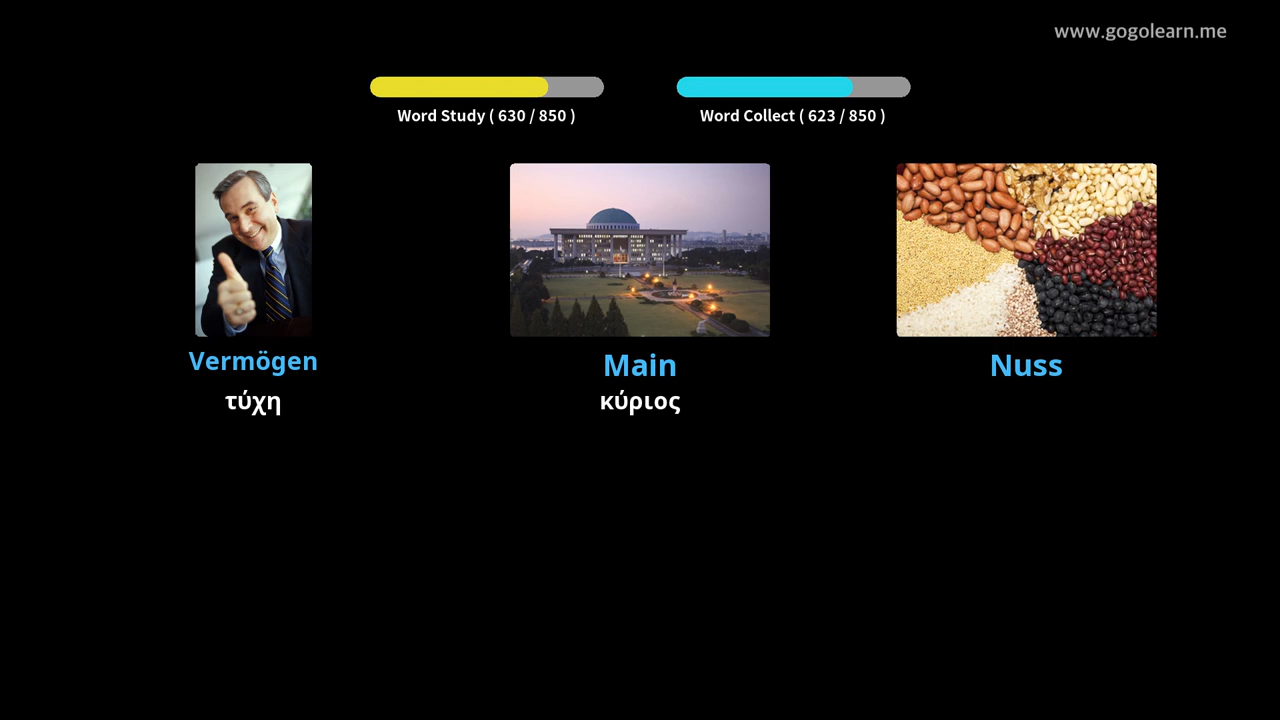 www.gogolearn.me
Word Study ( 630 / 850 )
Word Collect ( 623 / 850 )
Vermögen
τύχη
Main
κύριος
Nuss